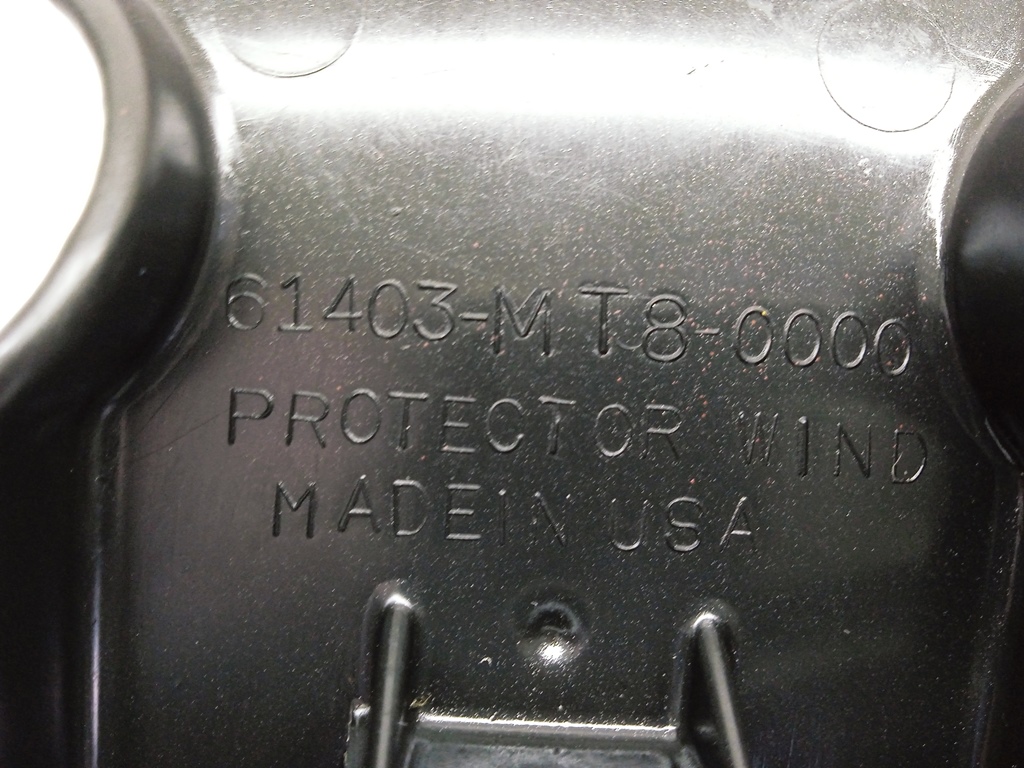 61403-MT8-0000
PROTECTOR WIND
MADE IN USA